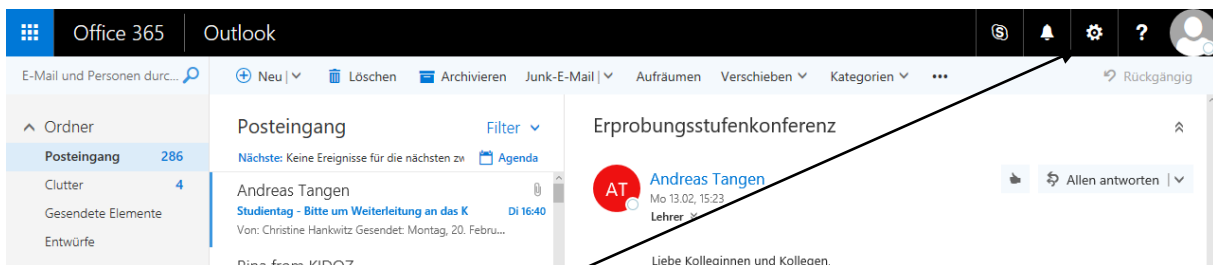 Office 365 Outlook
S ?
E-Mail und Personen durc...
Neu Löschen Archivieren Junk-E-Mail Aufräumen Verschieben Kategorien ... Rückgängig
Ordner
Posteingang 286
Clutter 4
Gesendete Elemente
Entwürfe
Posteingang Filter
Nächste: Keine Ereignisse für die nächsten zw Agenda
Andreas Tangen
Studientag - Bitte um Weiterleitung an das K Di 16:40
Von: Christine Hankwitz Gesendet: Montag, 20. Febru...
from KIDOZ
Erprobungsstufenkonferenz
AT
Andreas Tangen
Mo 13.02, 15:23
Lehrer
Allen antworten
Liebe Kolleginnen und Kollegen,